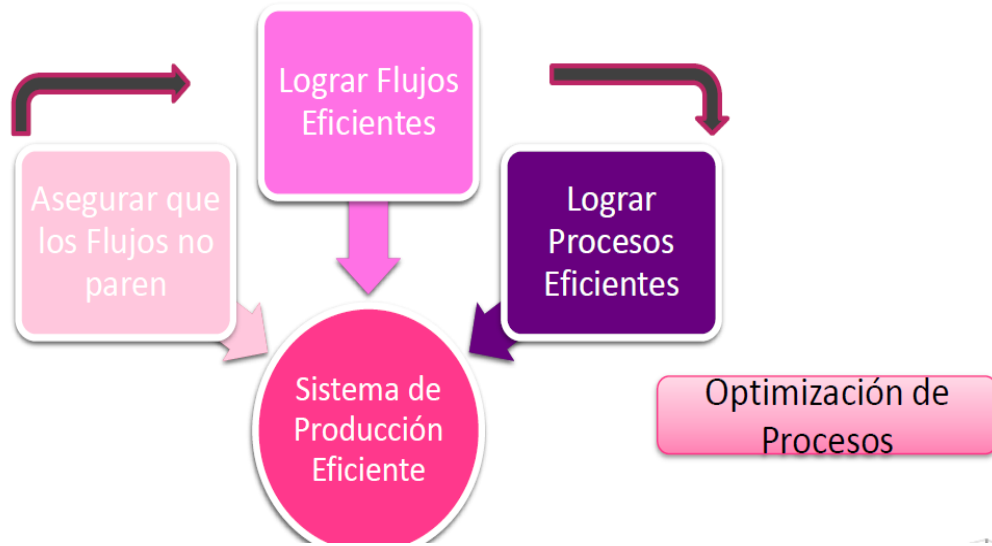 Lograr Flujos
Eficientes
Asegurar que
los Flujos no
paren
Lograr
Procesos
Eficientes
Sistema de
Producción
Eficiente
Optimización de
Procesos